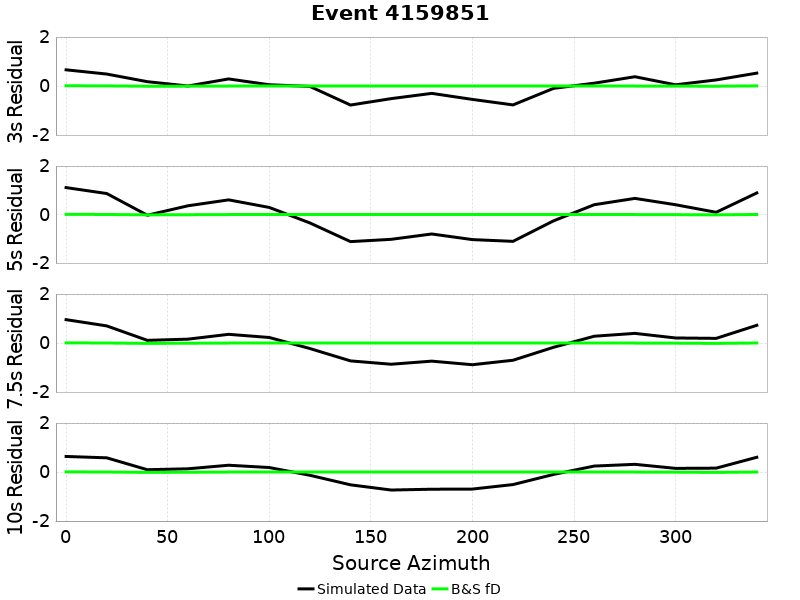 Event 4159851
3s Residual
2
0
-2
5s Residual
2
0
-2
7.5s Residual
2
0
-2
10s Residual
2
0
-2
0 50 100 150 200 250 300
Source Azimuth
Simulated Data B&S fD